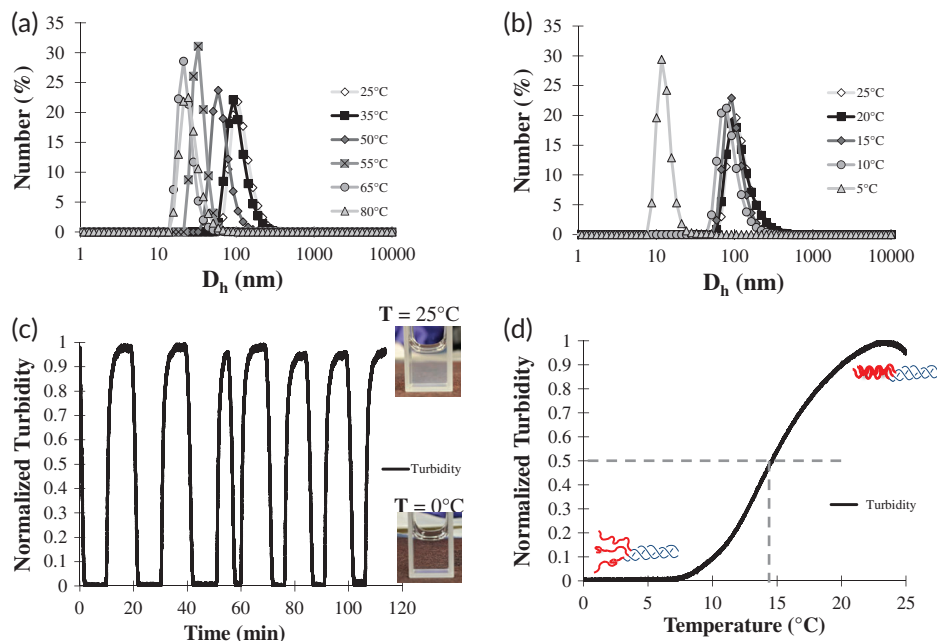 (a)
35
30
25
20
15
10
5
0
Number (%)
1
10
100
1000
10000
D_h (nm)
25°C
35°C
50°C
55°C
65°C
80°C
(b)
35
30
25
20
15
10
5
0
Number (%)
1
10
100
1000
10000
D_h (nm)
25°C
20°C
15°C
10°C
5°C
(c)
1
0.9
0.8
0.7
0.6
0.5
0.4
0.3
0.2
0.1
0
Normalized Turbidity
0
20
40
60
80
100
120
Time (min)
T = 25°C
Turbidity
T = 0°C
(d)
1
0.9
0.8
0.7
0.6
0.5
0.4
0.3
0.2
0.1
0
Normalized Turbidity
0
5
10
15
20
25
Temperature (°C)
Turbidity